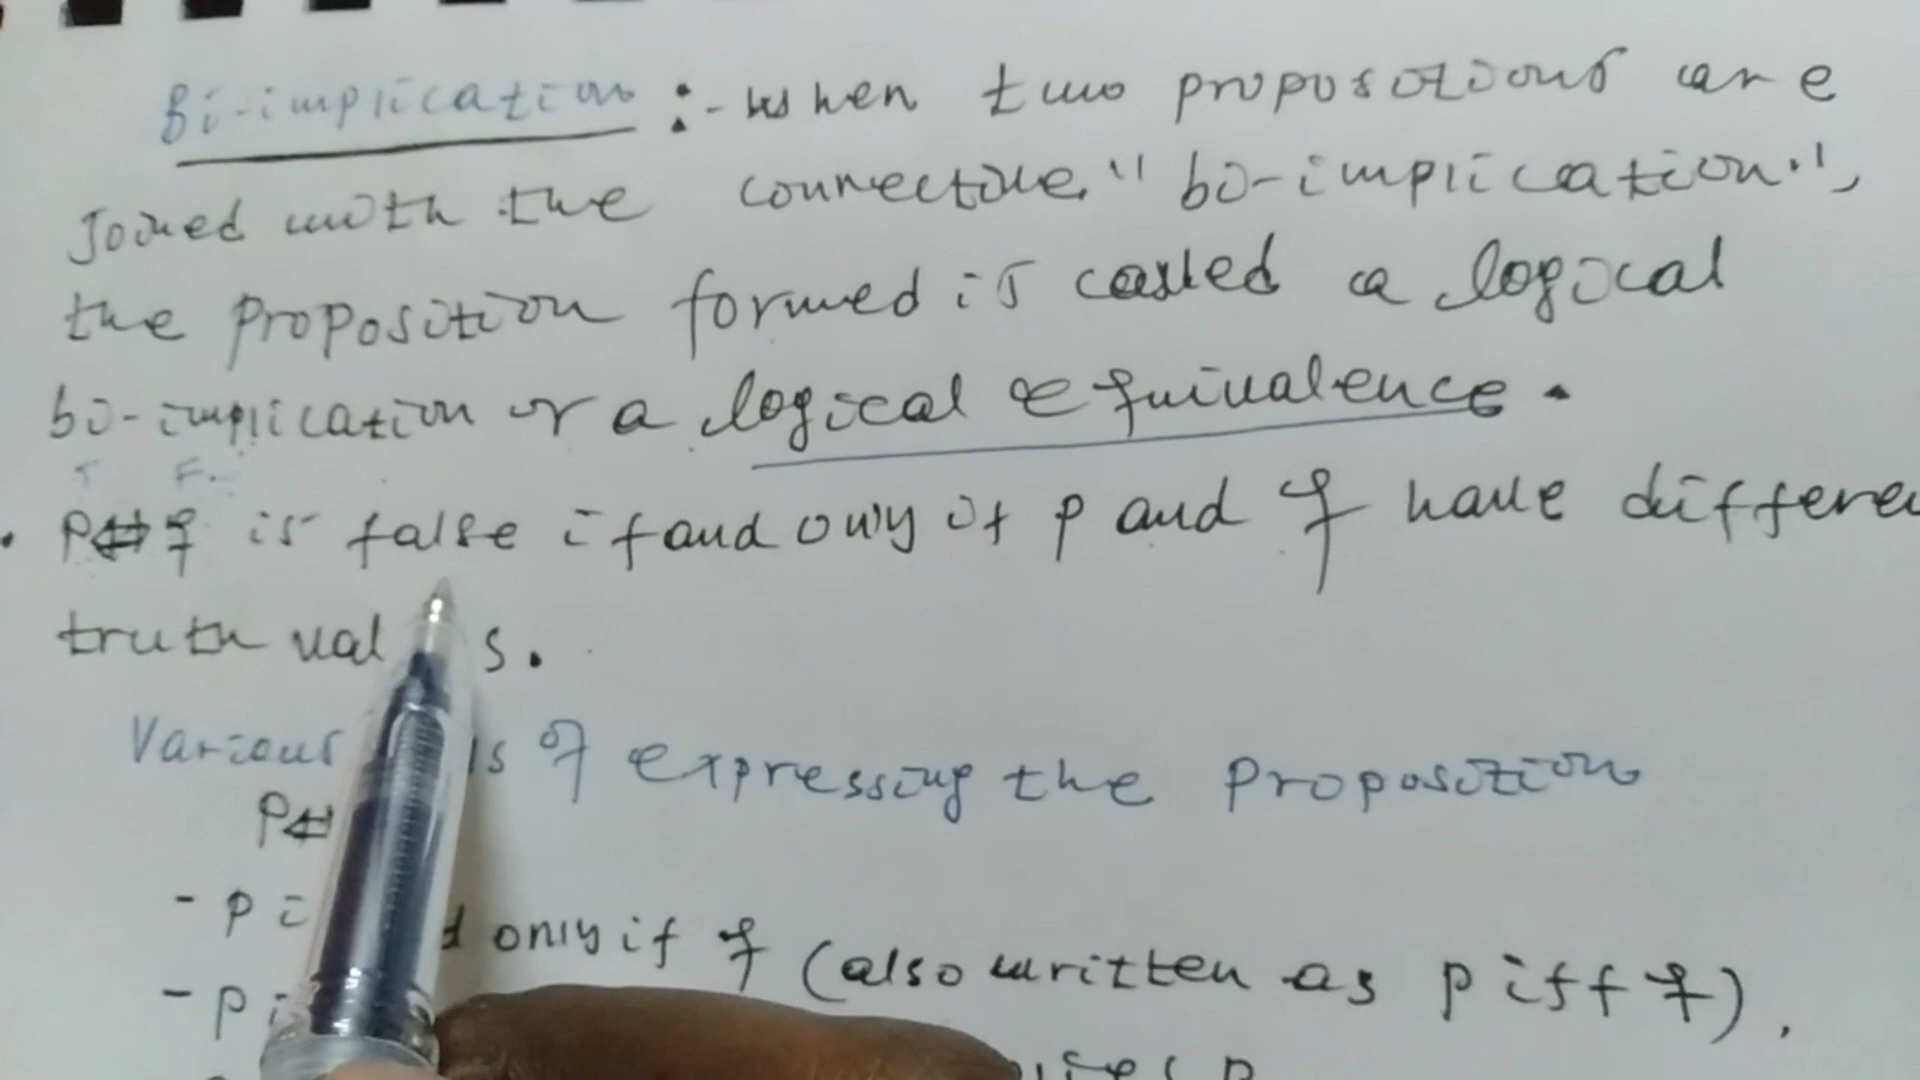 Bi-implication :- when two propositions are
Joined with the connective "bi-implication",
the proposition formed is called a logical
bi-implication or a logical equivalence.
T F.
. P⇔q is false if and only if p and q have differe
truth val s.
Various s of expressing the Proposition
P⇔
- p i d only if q (also written as p iff q).
- pi